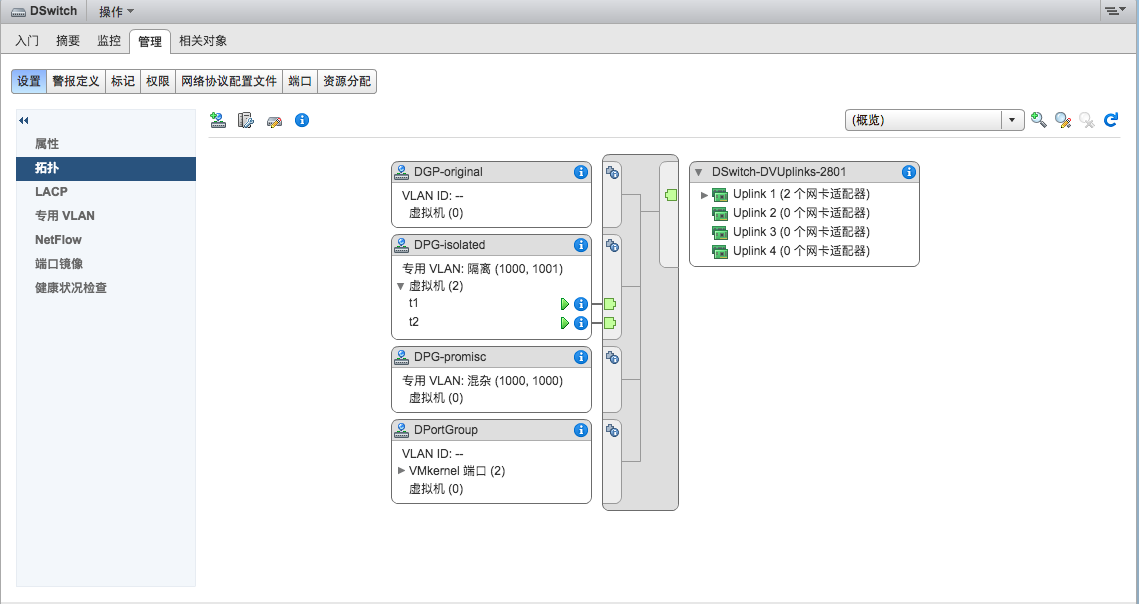 DSwitch 操作
入门 摘要 监控 管理 相关对象
设置 警报定义 标记 权限 网络协议配置文件 端口 资源分配
属性
拓扑
LACP
专用 VLAN
NetFlow
端口镜像
健康状况检查
(概览)
DGP-original
VLAN ID: --
虚拟机 (0)
DPG-isolated
专用 VLAN: 隔离 (1000, 1001)
虚拟机 (2)
t1
t2
DPG-promisc
专用 VLAN: 混杂 (1000, 1000)
虚拟机 (0)
DPortGroup
VLAN ID: --
VMkernel 端口 (2)
虚拟机 (0)
DSwitch-DVUplinks-2801
Uplink 1 (2 个网卡适配器)
Uplink 2 (0 个网卡适配器)
Uplink 3 (0 个网卡适配器)
Uplink 4 (0 个网卡适配器)